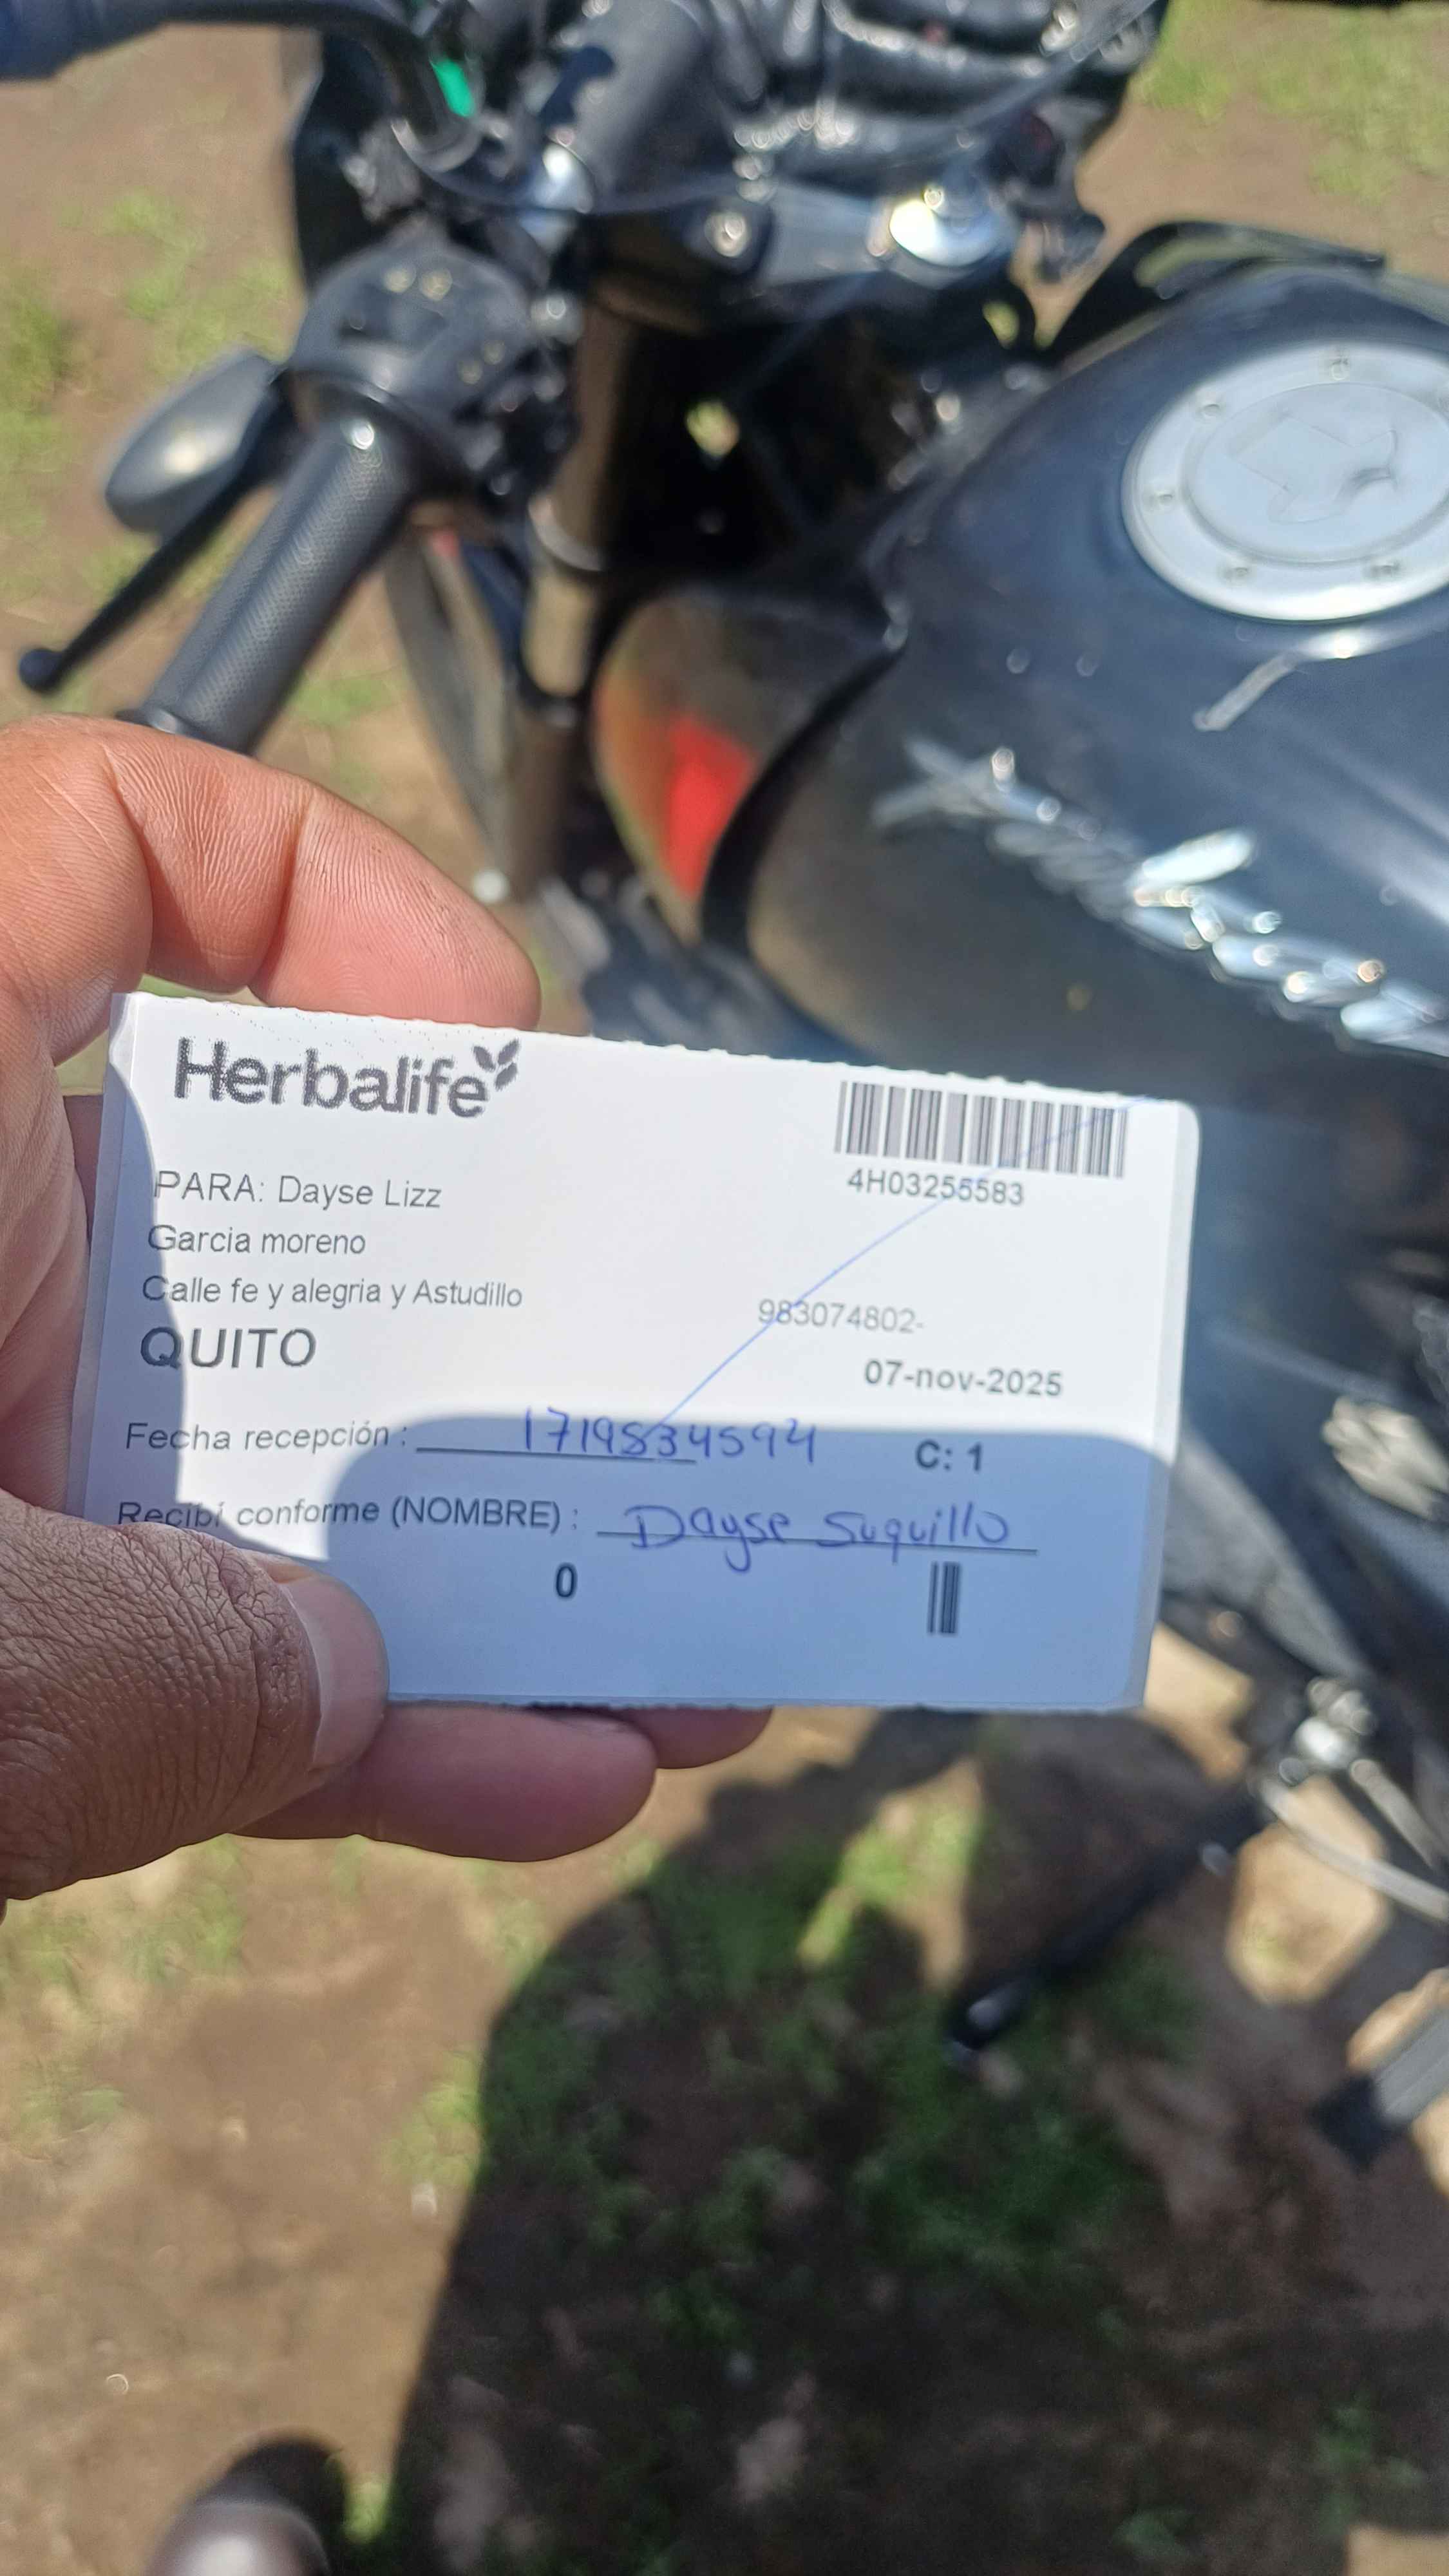 Herbalife
4H03255583
PARA: Dayse Lizz
Garcia moreno
Calle fe y alegria y Astudillo
983074802-
QUITO
07-nov-2025
Fecha recepción : 1719534594 C: 1
Recibí conforme (NOMBRE) : Dayse Suquillo
0